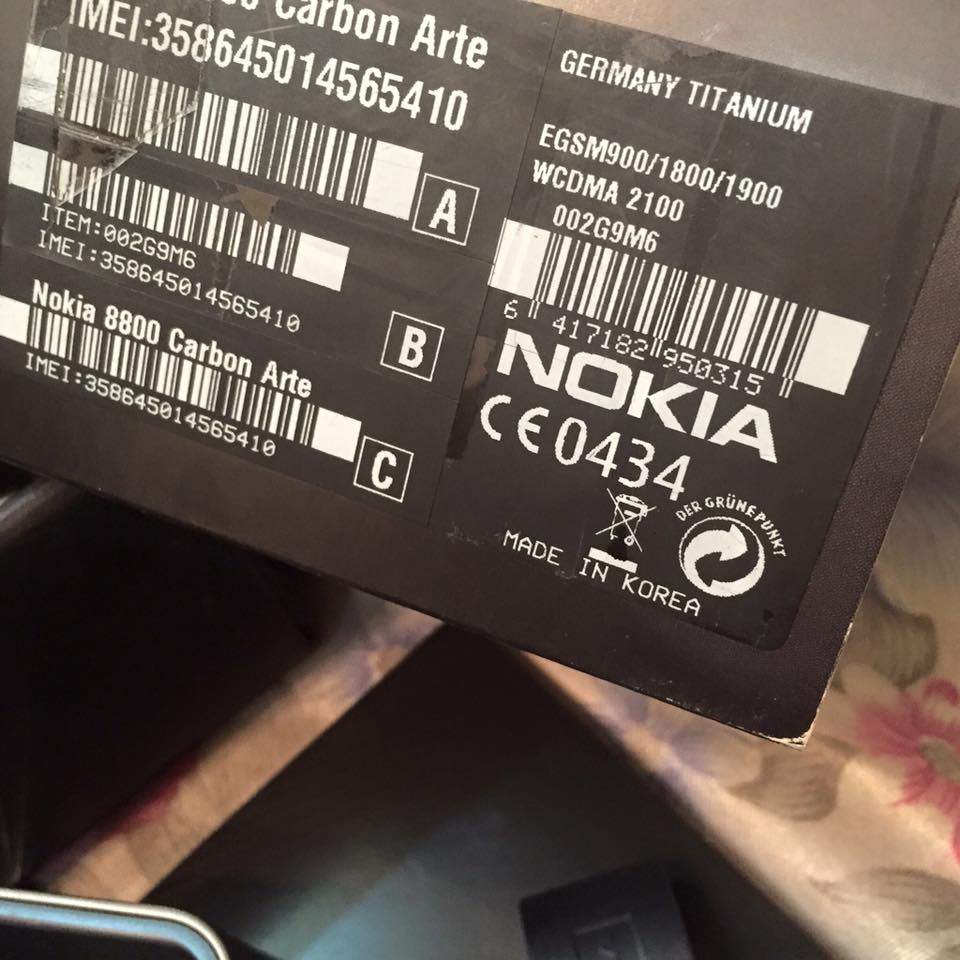 Carbon Arte
IMEI:358645014565410
A
ITEM:002G9M6
IMEI:358645014565410
B
Nokia 8800 Carbon Arte
IMEI:358645014565410
C
GERMANY TITANIUM
EGSM900/1800/1900
WCDMA 2100
002G9M6
6 417182 950315
NOKIA
CE0434
DER GRÜNE PUNKT
MADE IN KOREA